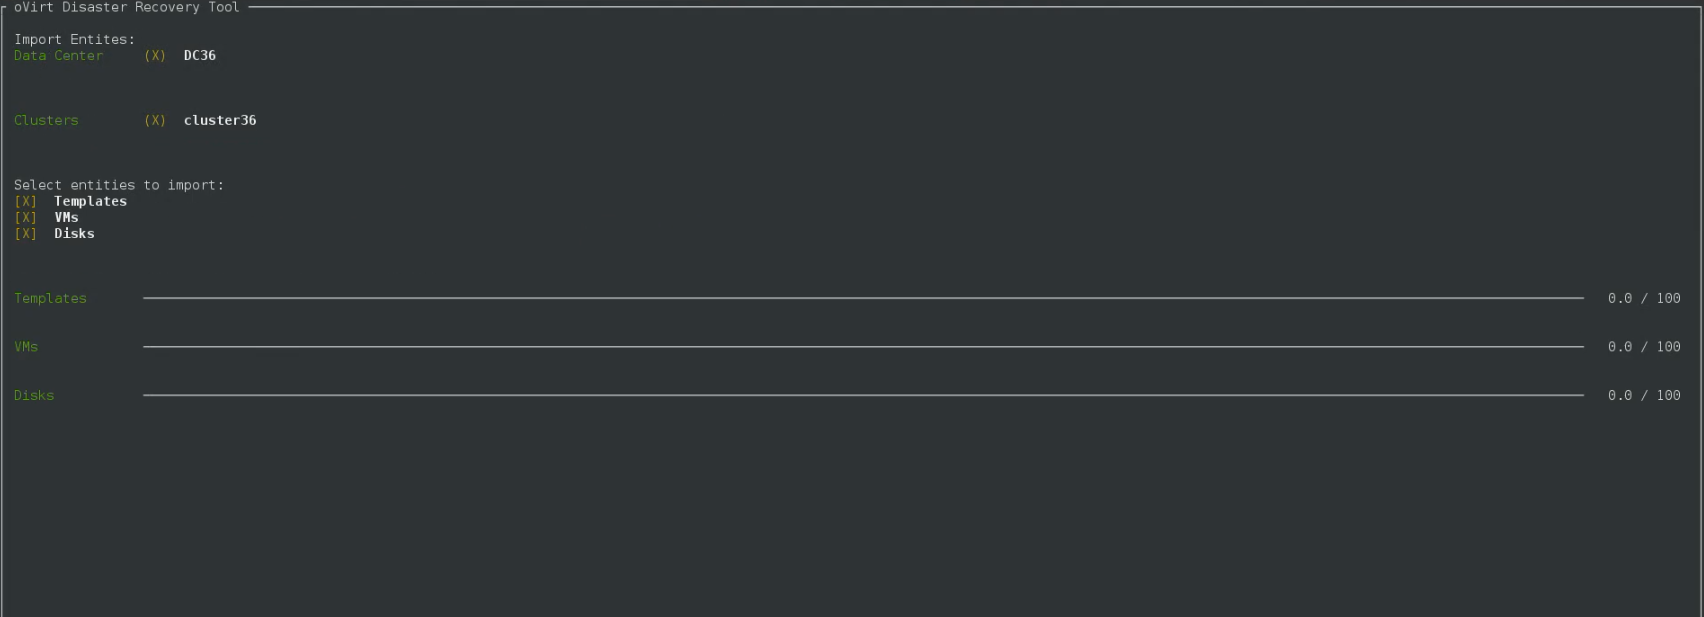 oVirt Disaster Recovery Tool
Import Entites:
Data Center (X) DC36
Clusters (X) cluster36
Select entities to import:
[X] Templates
[X] VMs
[X] Disks
Templates 0.0 / 100
VMs 0.0 / 100
Disks 0.0 / 100